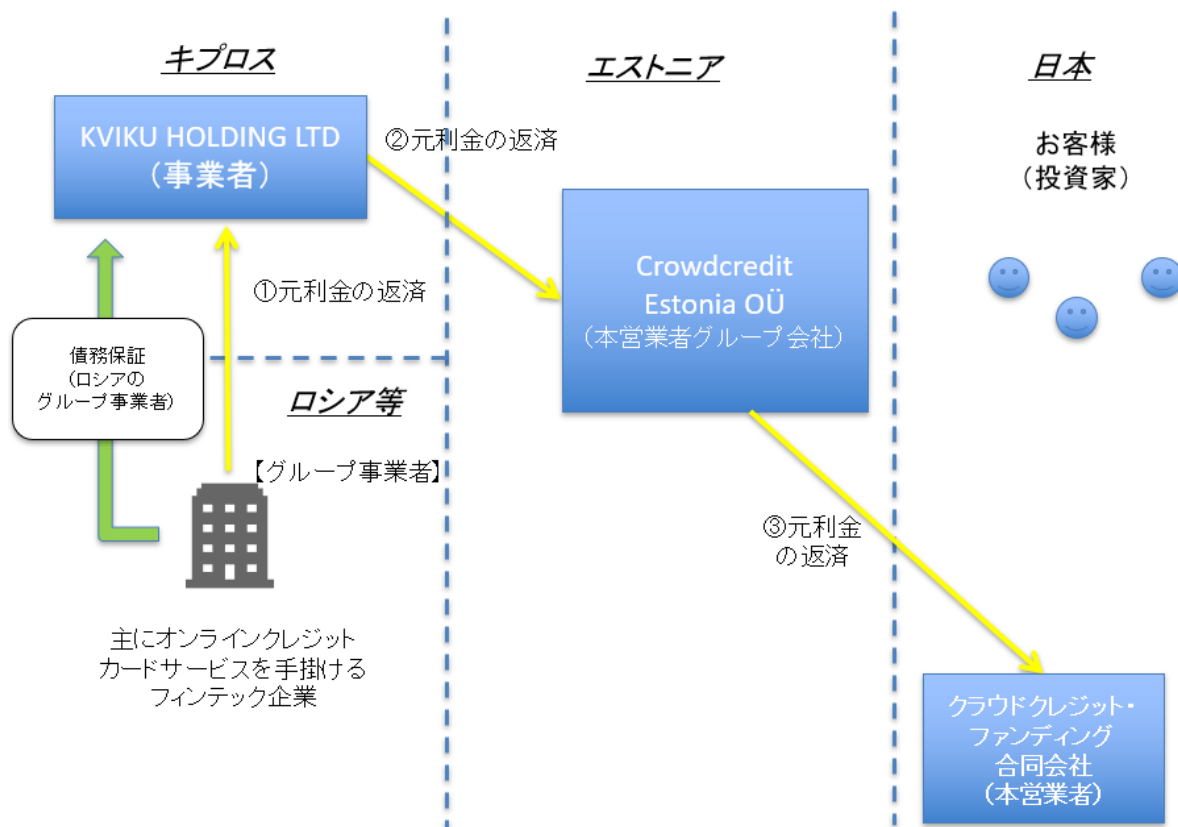 キプロス
エストニア
日本
KVIKU HOLDING LTD
（事業者）
②元利金の返済
お客様
（投資家）
Crowdcredit
Estonia OÜ
（本営業者グループ会社）
①元利金の返済
債務保証
（ロシアの
グループ事業者）
ロシア等
【グループ事業者】
③元利金
の返済
主にオンラインクレジット
カードサービスを手掛ける
フィンテック企業
クラウドクレジット・
ファンディング
合同会社
（本営業者）